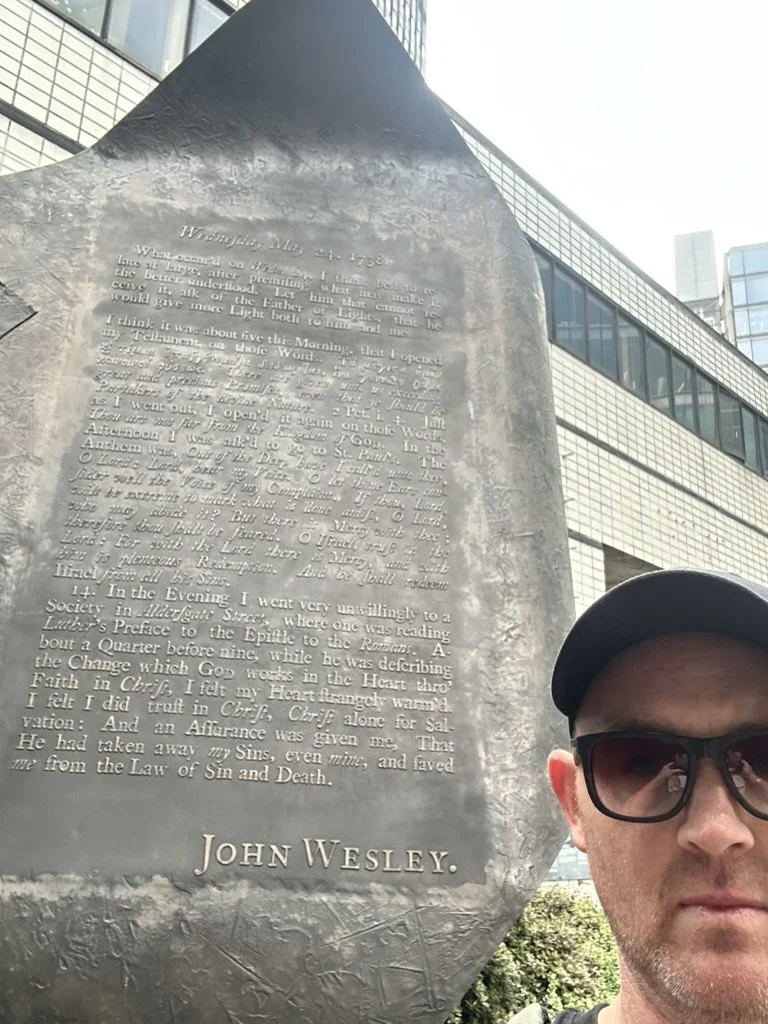 Wednesday, May 24. 1738.
What occurr'd on Wednesday, I think best to re-
late at large, after premising what may make it
the better understood. Let him that cannot re-
ceive it, ask of the Father of Lights, that he
would give more Light both to him and me.
I think it was about five this Morning, that I opened
my Testament on those Words.
great and precious Promises, even that ye should be
Partakers of the divine Nature. 2 Pet. i. 4. Just
as I went out, I open'd it again on those Words,
Thou art not far from the Kingdom of GOD. In the
Afternoon I was ask'd to go to St. Paul's. The
Anthem was, Out of the Deep have I call'd unto thee,
O Lord: Lord, hear my Voice. O let thine Ears con-
sider well the Voice of my Complaint. If thou, Lord,
wilt be extreme to mark what is done amiss, O Lord,
who may abide it? But there is Mercy with thee;
therefore thou shalt be feared. O Israel, trust in the
Lord: For with the Lord there is Mercy, and with
him is plenteous Redemption. And he shall redeem
Israel from all his Sins.
14. In the Evening I went very unwillingly to a
Society in Aldersgate Street, where one was reading
Luther's Preface to the Epistle to the Romans. A-
bout a Quarter before nine, while he was describing
the Change which GOD works in the Heart thro'
Faith in Christ, I felt my Heart strangely warm'd.
I felt I did trust in Christ, Christ alone for Sal-
vation: And an Assurance was given me, That
He had taken away my Sins, even mine, and saved
me from the Law of Sin and Death.
JOHN WESLEY.